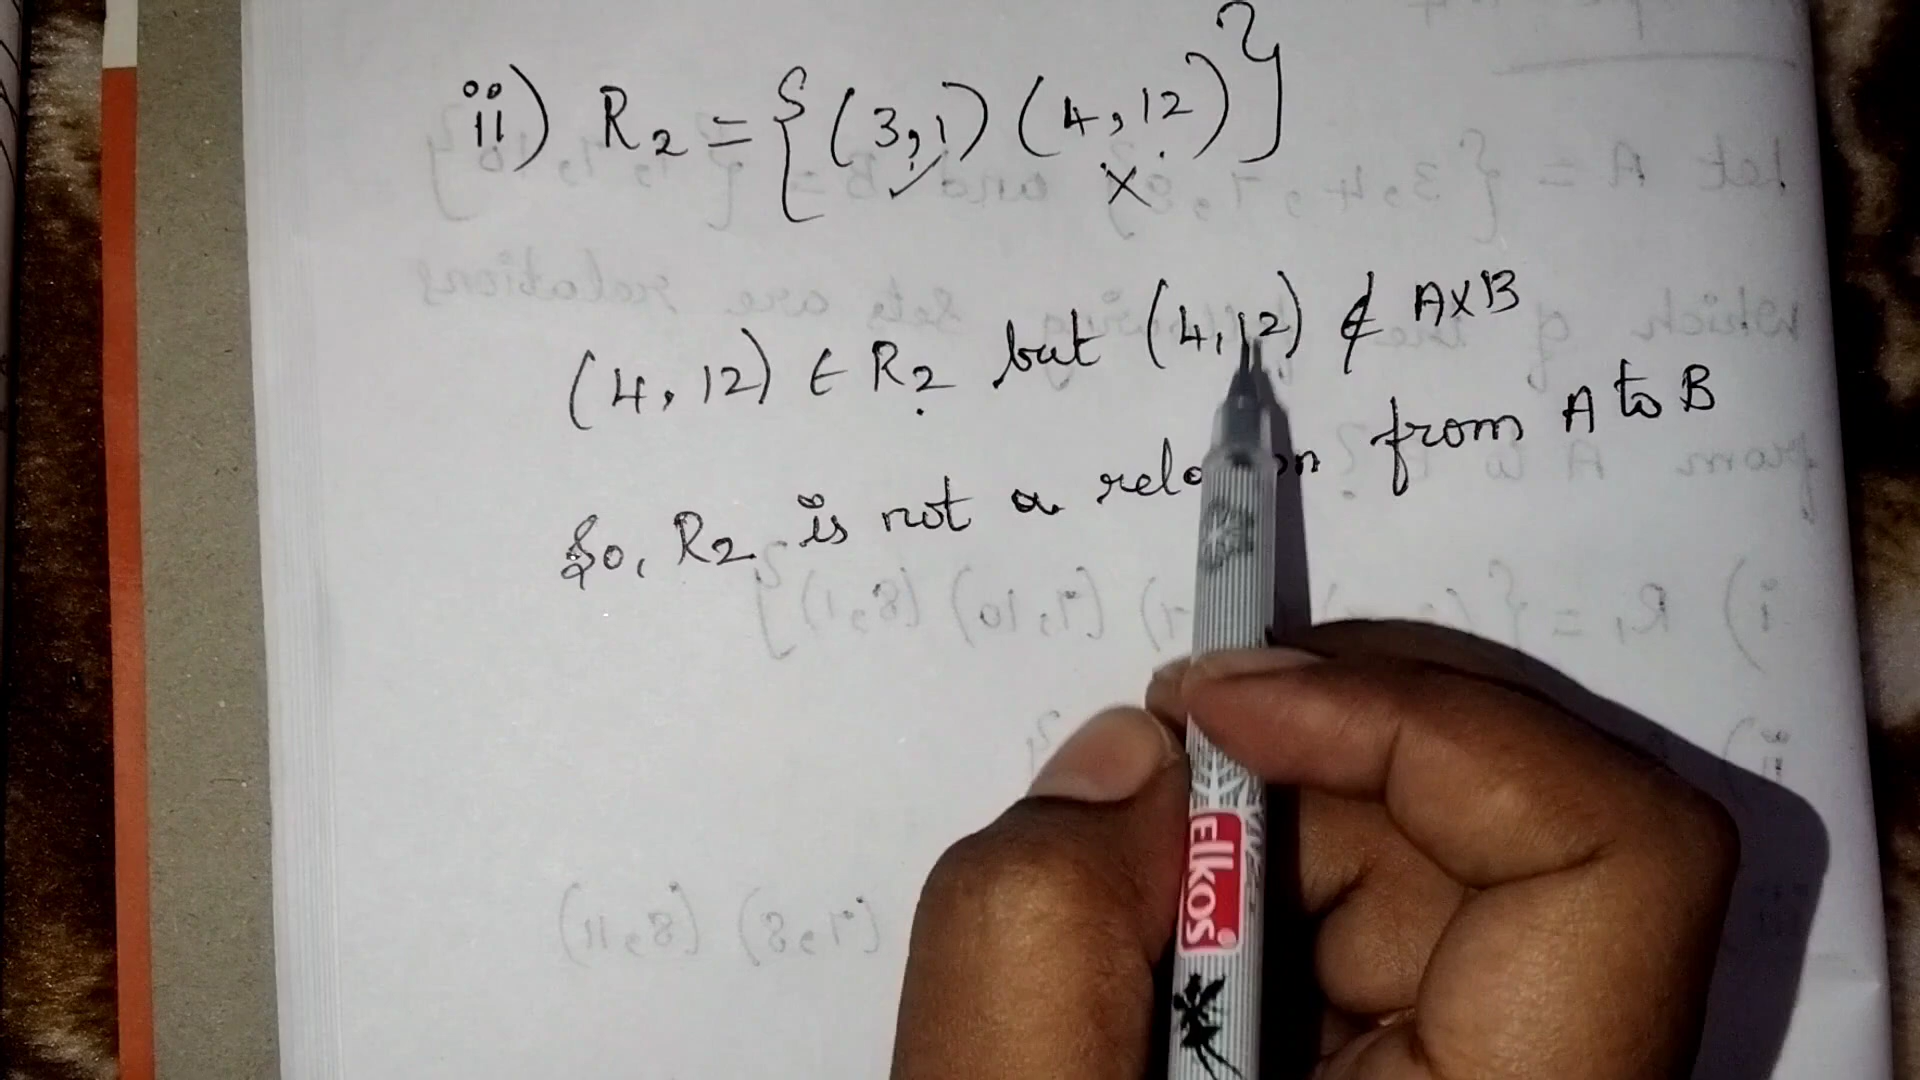 ii) R2 = {(3,1) (4,12)}
(4,12) ∈ R2 but (4,12) ∉ A×B
So, R2 is not a relation from A to B
Elkos